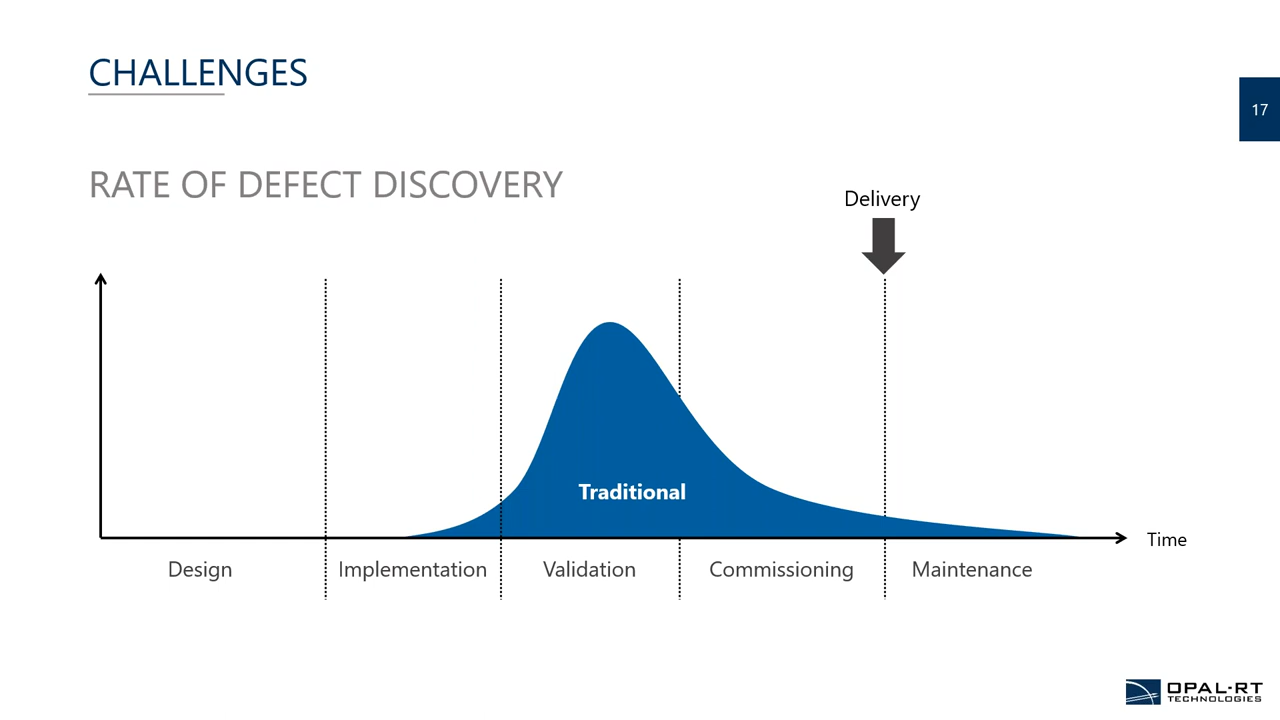 CHALLENGES
17
RATE OF DEFECT DISCOVERY
Delivery
Traditional
Time
Design
Implementation
Validation
Commissioning
Maintenance
OPAL-RT
TECHNOLOGIES